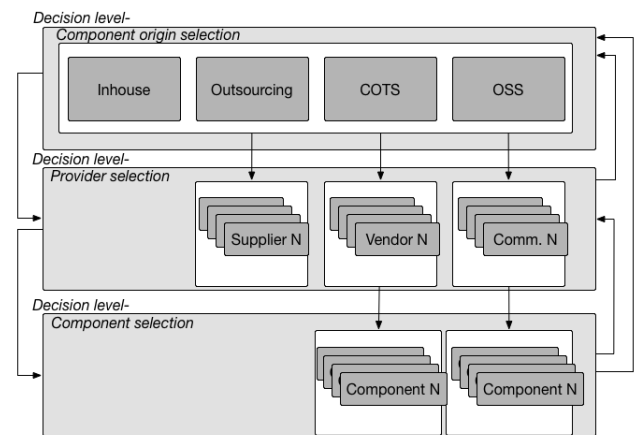 Decision level-
Component origin selection
Inhouse
Outsourcing
COTS
OSS
Decision level-
Provider selection
Supplier N
Vendor N
Comm. N
Decision level-
Component selection
Component N
Component N